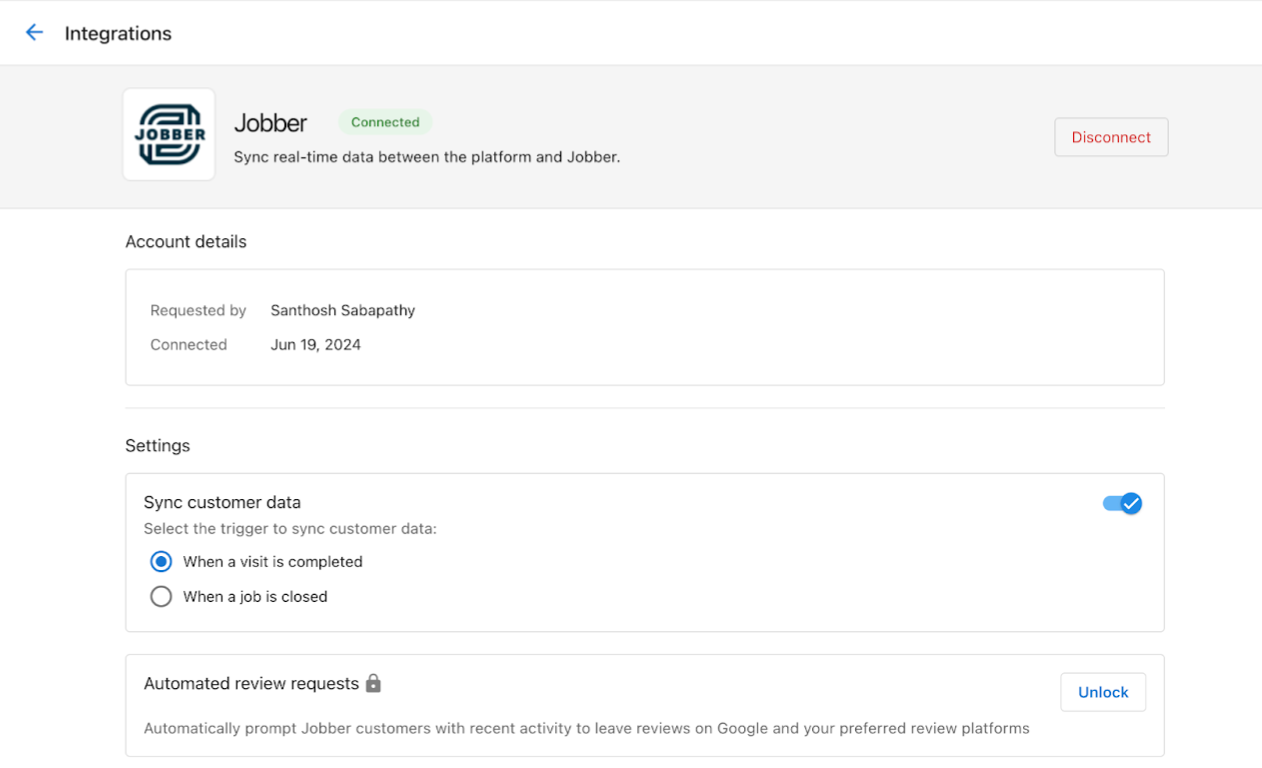 Integrations
JOBBER
Jobber
Connected
Sync real-time data between the platform and Jobber.
Disconnect
Account details
Requested by Santhosh Sabapathy
Connected Jun 19, 2024
Settings
Sync customer data
Select the trigger to sync customer data:
When a visit is completed
When a job is closed
Automated review requests
Unlock
Automatically prompt Jobber customers with recent activity to leave reviews on Google and your preferred review platforms